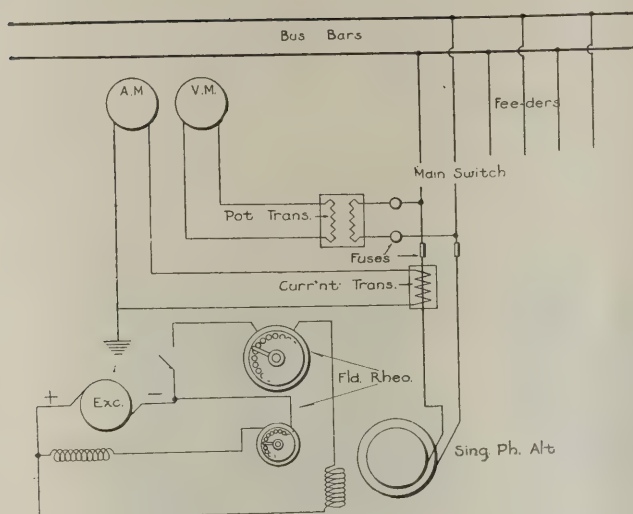 Bus Bars
A.M
V.M.
Feeders
Main Switch
Pot Trans.
Fuses
Curr'nt Trans.
Fld. Rheo.
+
Exc.
−
Sing. Ph. Alt